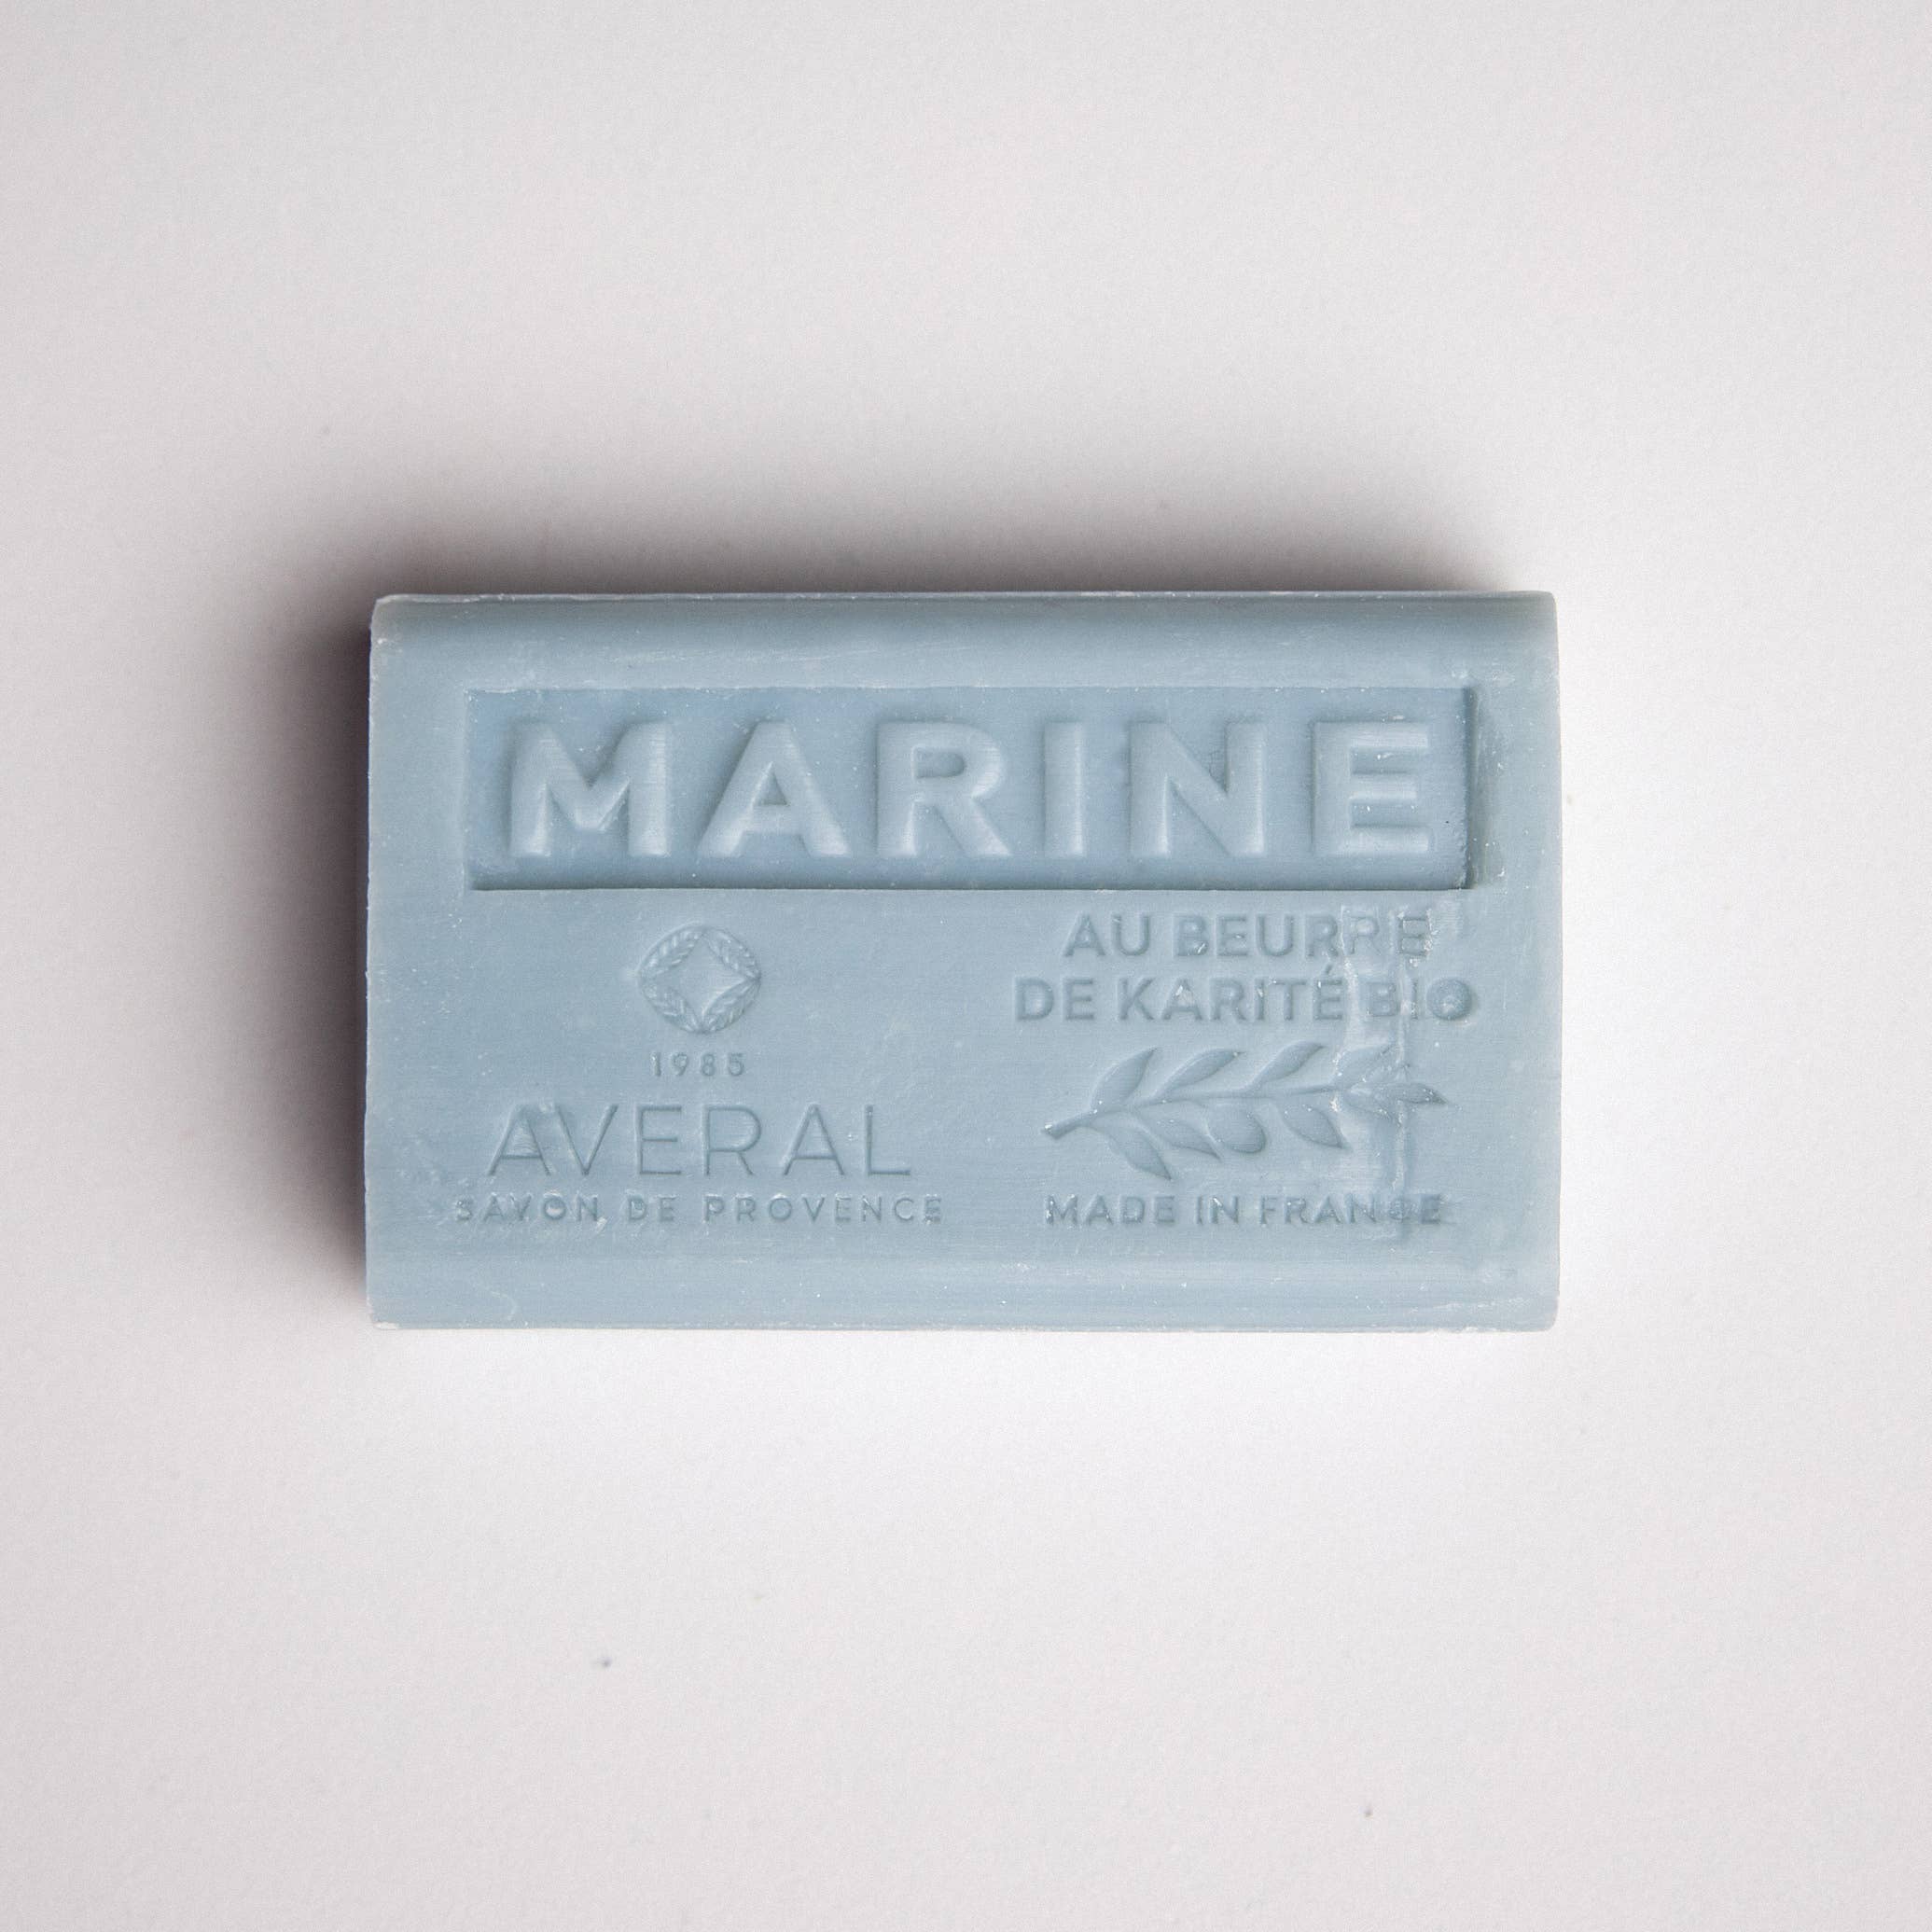 MARINE
1985
AVERAL
SAVON DE PROVENCE
AU BEURRE
DE KARITÉ BIO
MADE IN FRANCE